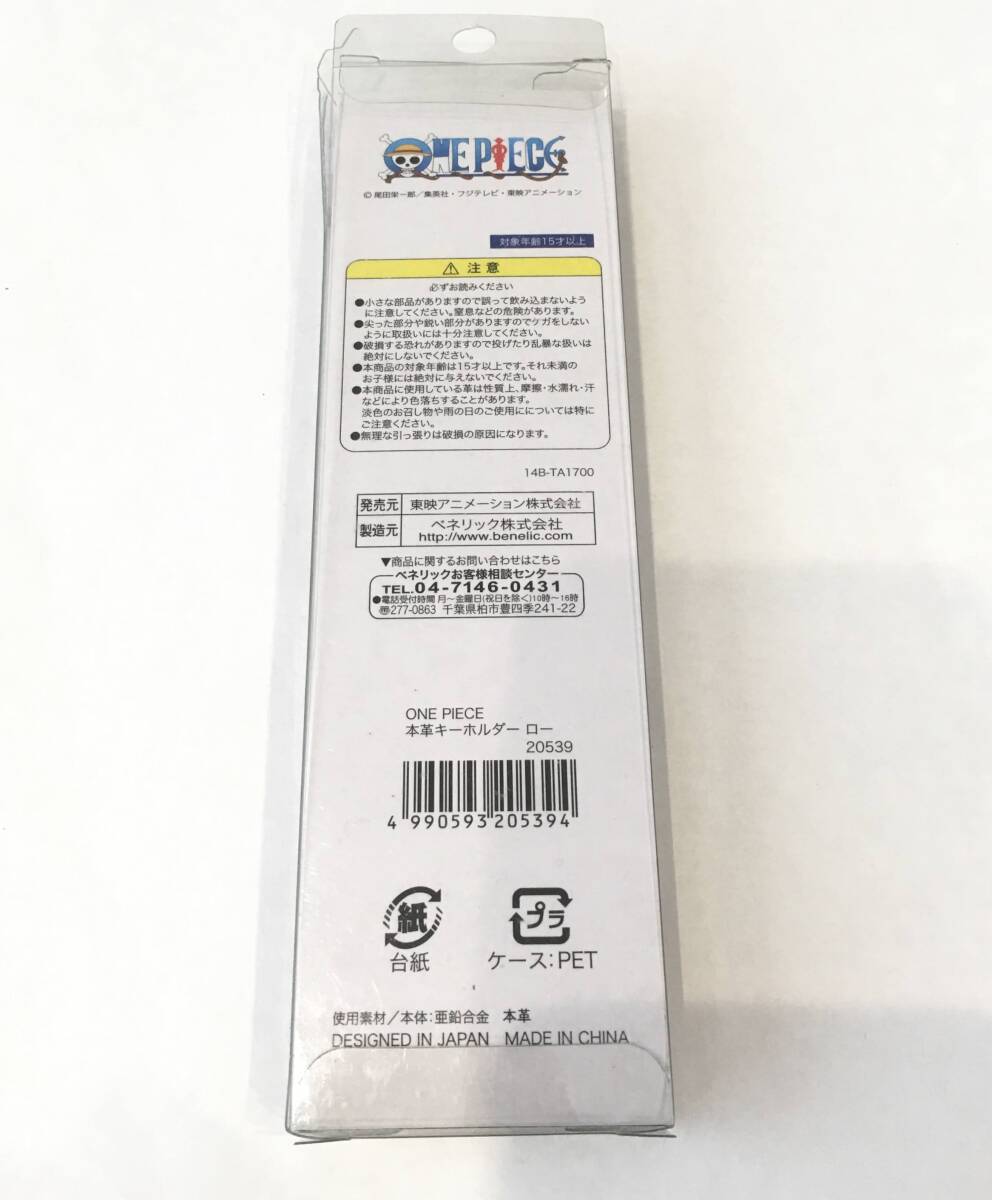 ONE PIECE
© 尾田栄一郎／集英社・フジテレビ・東映アニメーション
対象年齢15才以上
⚠ 注意
必ずお読みください
●小さな部品がありますので誤って飲み込まないよう
に注意してください。窒息などの危険があります。
●尖った部分や鋭い部分がありますのでケガをしない
ように取扱いには十分注意してください。
●破損する恐れがありますので投げたり乱暴な扱いは
絶対にしないでください。
●本商品の対象年齢は15才以上です。それ未満の
お子様には絶対に与えないでください。
●本商品に使用している革は性質上、摩擦・水濡れ・汗
などにより色落ちすることがあります。
淡色のお召し物や雨の日のご使用にについては特に
ご注意ください。
●無理な引っ張りは破損の原因になります。
14B-TA1700
発売元 東映アニメーション株式会社
製造元 ベネリック株式会社
http://www.benelic.com
▼商品に関するお問い合わせはこちら
ベネリックお客様相談センター
TEL.04-7146-0431
●電話受付時間 月～金曜日(祝日を除く)10時～16時
〠277-0863 千葉県柏市豊四季241-22
ONE PIECE
本革キーホルダー ロー
20539
4 990593 205394
紙 プラ
台紙 ケース：PET
使用素材／本体：亜鉛合金 本革
DESIGNED IN JAPAN MADE IN CHINA